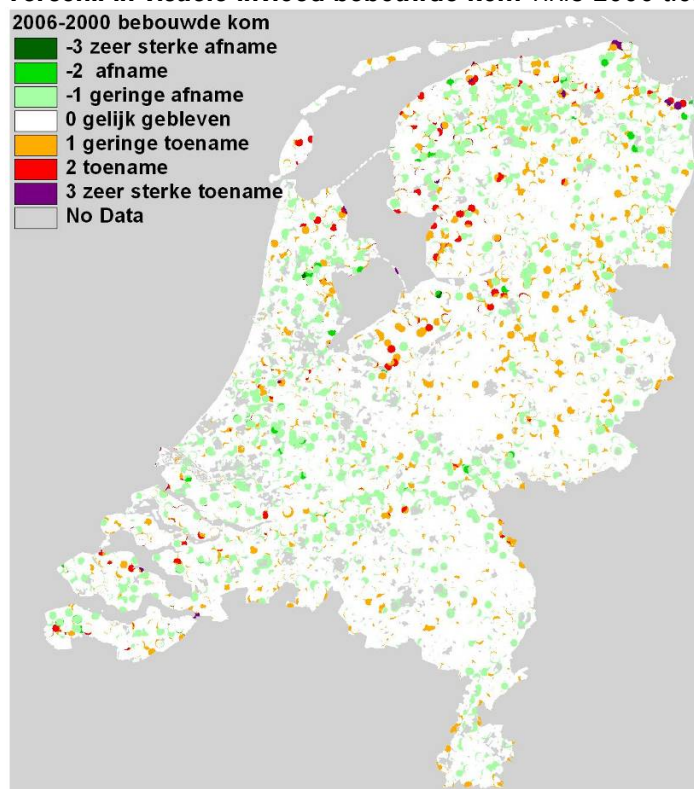 2006-2000 bebouwde kom
-3 zeer sterke afname
-2 afname
-1 geringe afname
0 gelijk gebleven
1 geringe toename
2 toename
3 zeer sterke toename
No Data